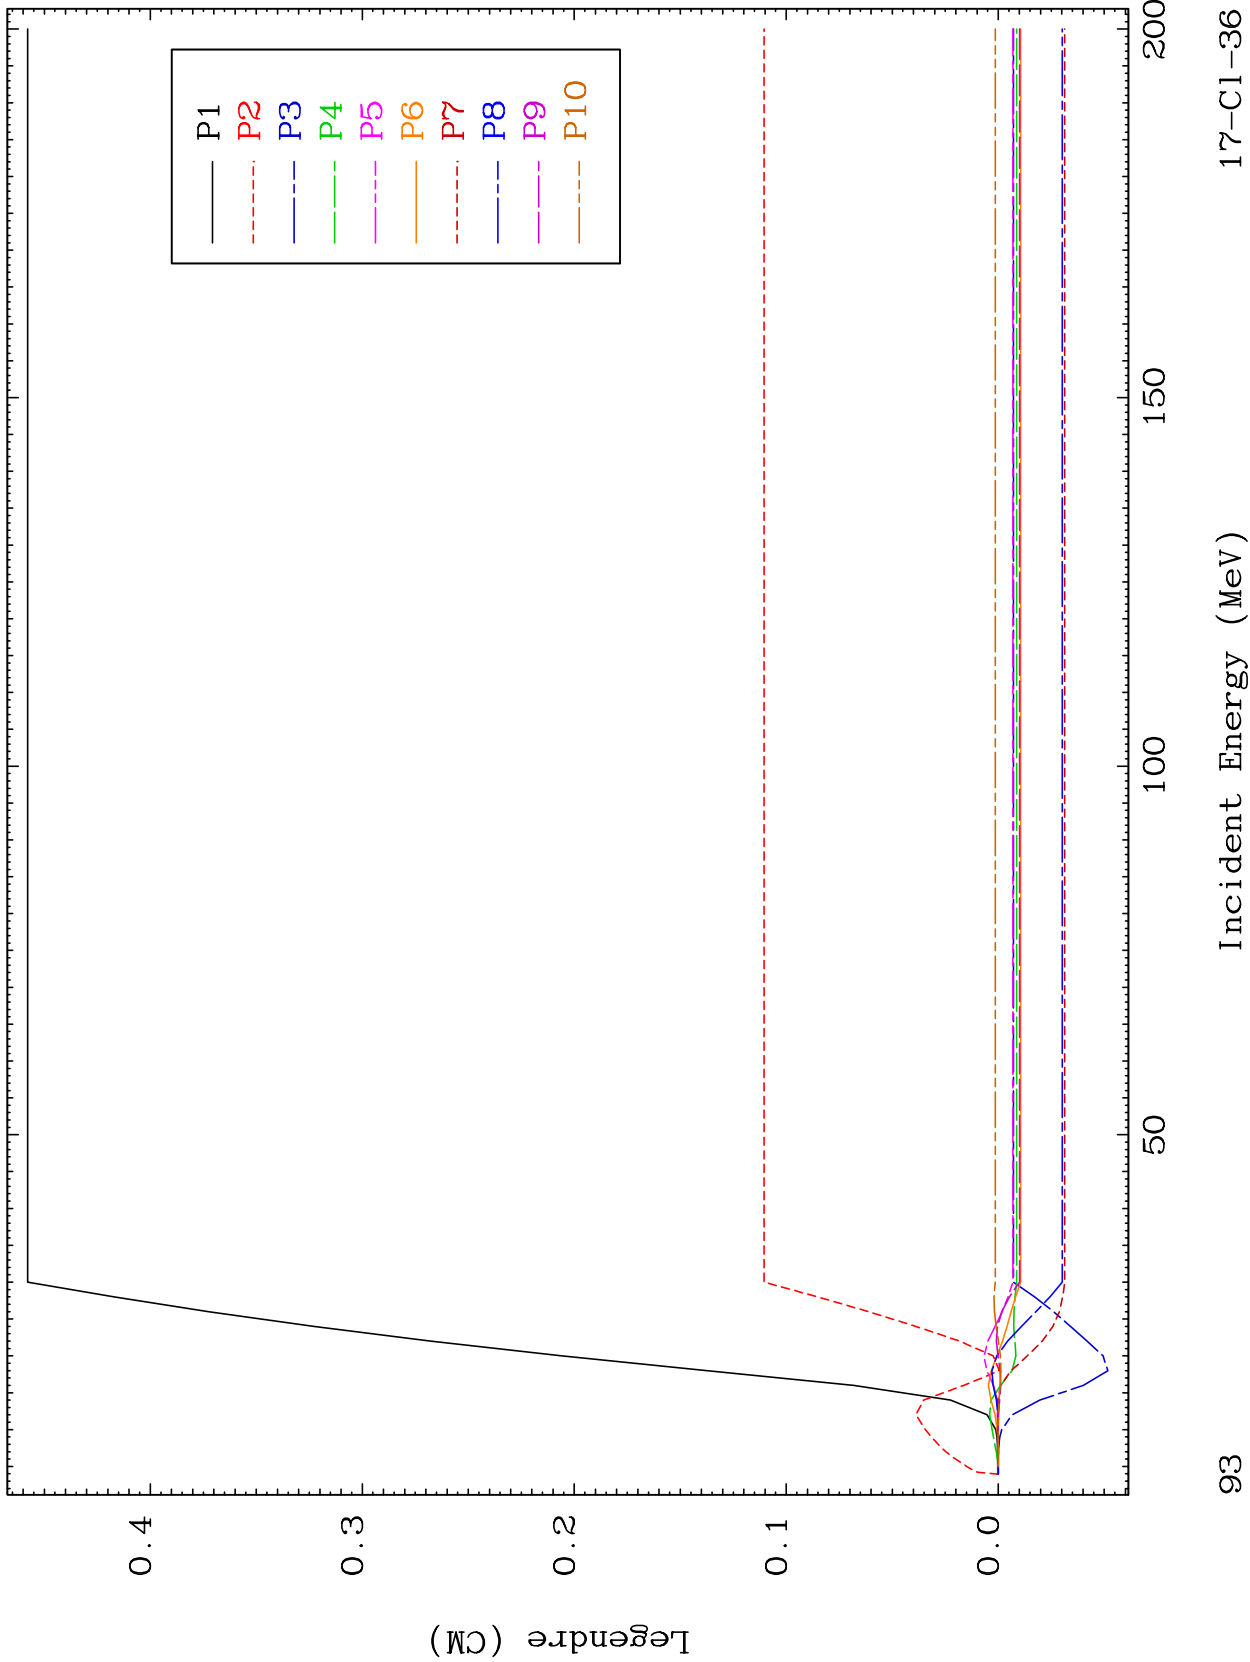 P1
P2
P3
P4
P5
P6
P7
P8
P9
P10
0.4
0.3
0.2
0.1
0.0
50
100
150
200
Legendre (CM)
Incident Energy (MeV)
93
17-Cl-36